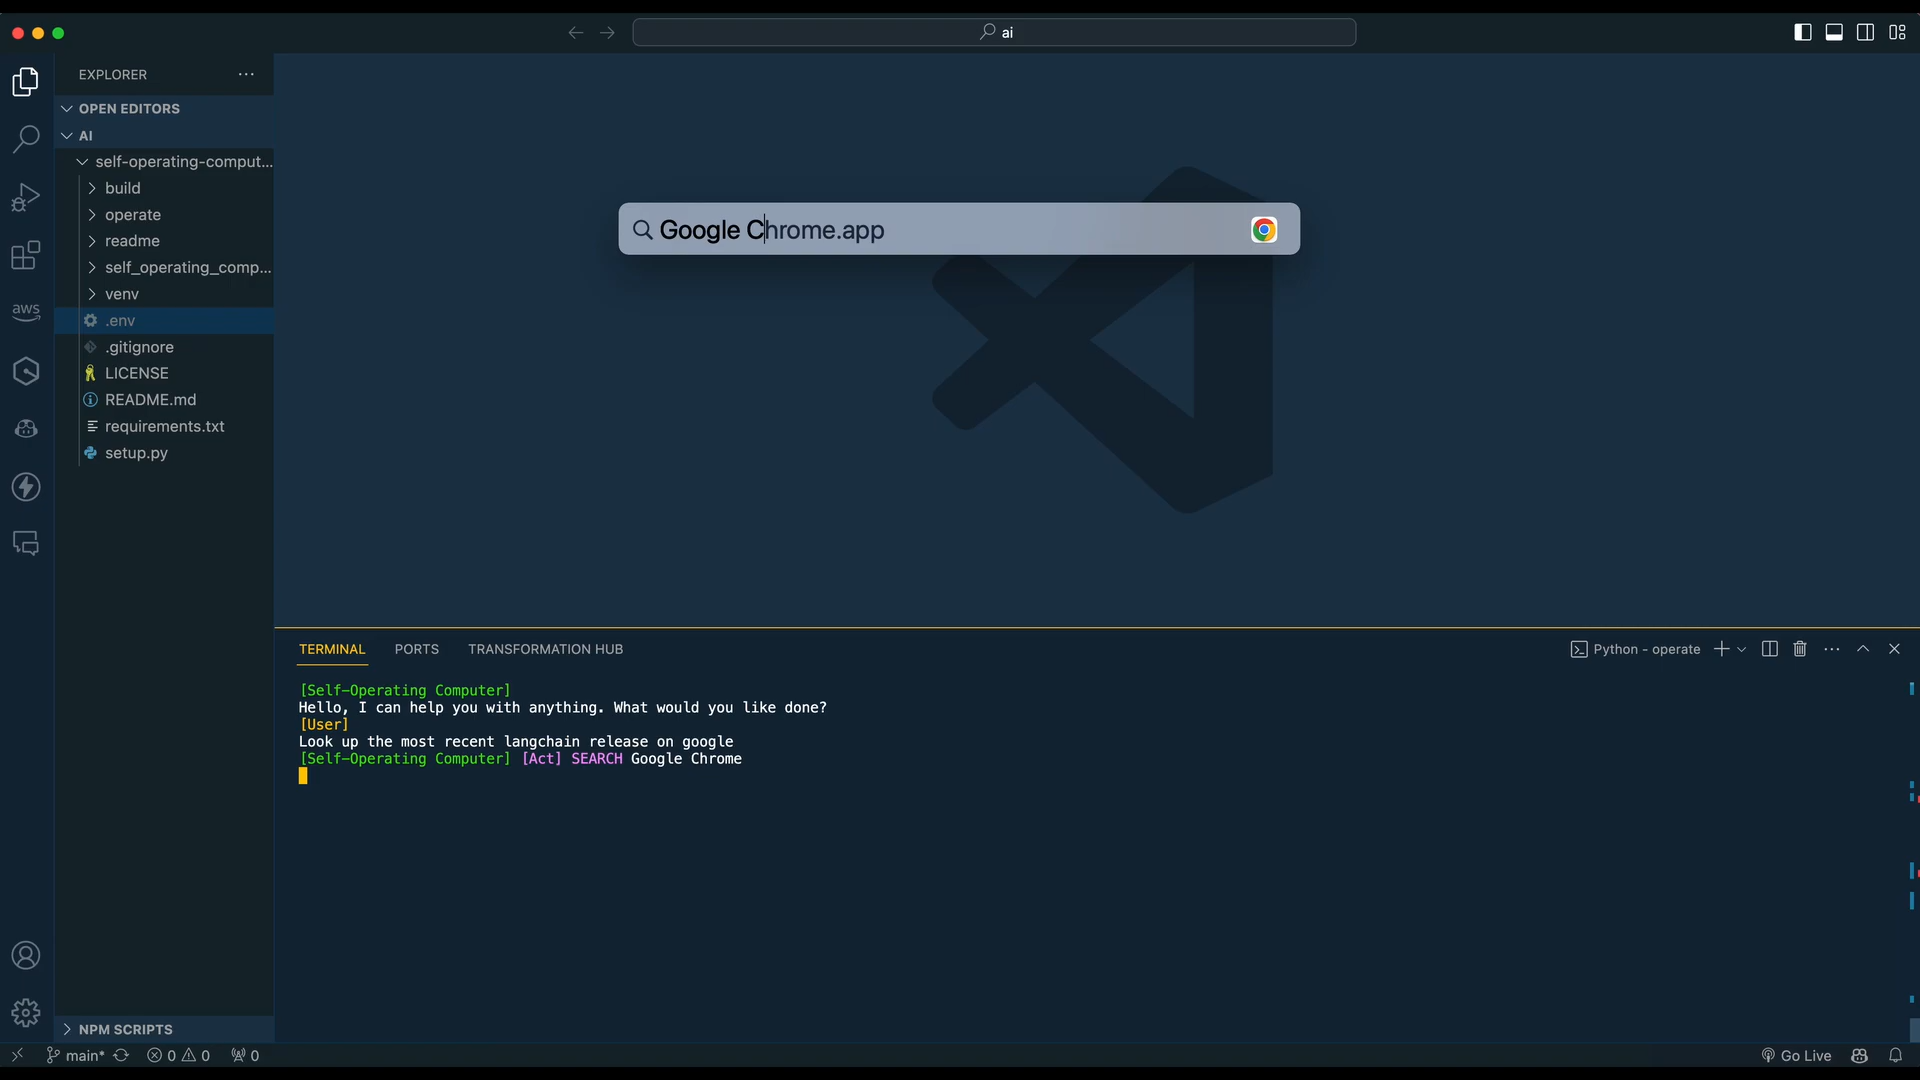 ai
EXPLORER
OPEN EDITORS
AI
self-operating-comput...
build
operate
readme
self_operating_comp...
venv
.env
.gitignore
LICENSE
README.md
requirements.txt
setup.py
NPM SCRIPTS
aws
Google Chrome.app
TERMINAL PORTS TRANSFORMATION HUB
Python - operate
[Self-Operating Computer]
Hello, I can help you with anything. What would you like done?
[User]
Look up the most recent langchain release on google
[Self-Operating Computer] [Act] SEARCH Google Chrome
main* 0 0 0
Go Live